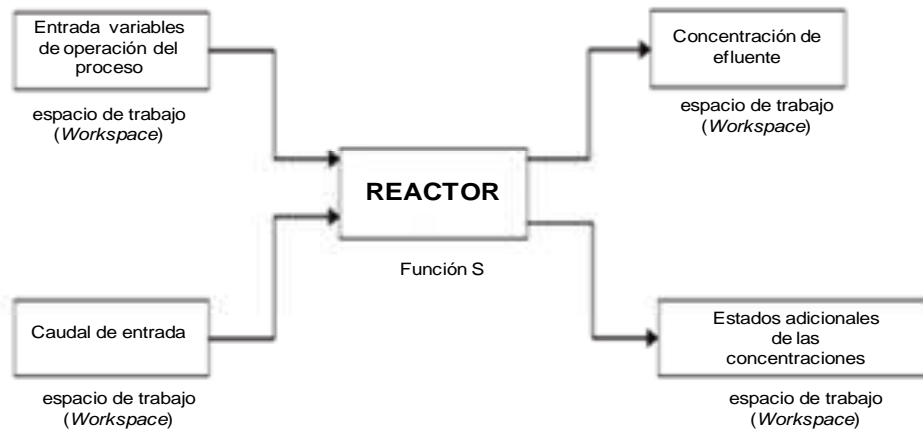 Entrada variables
de operación del
proceso
espacio de trabajo
(Workspace)
Concentración de
efluente
espacio de trabajo
(Workspace)
REACTOR
Función S
Caudal de entrada
espacio de trabajo
(Workspace)
Estados adicionales
de las
concentraciones
espacio de trabajo
(Workspace)